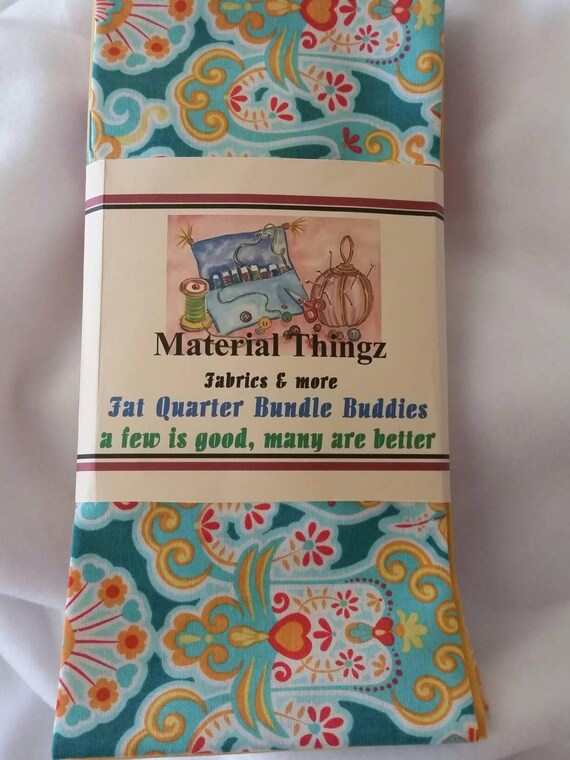 Material Thingz
Fabrics & more
Fat Quarter Bundle Buddies
a few is good, many are better